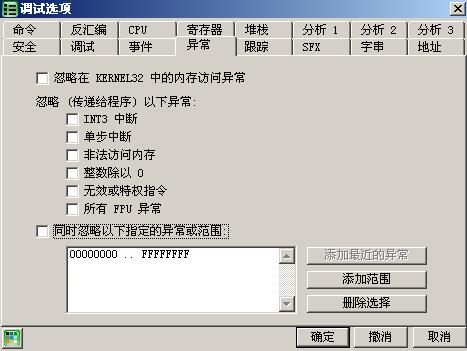 调试选项
命令 反汇编 CPU 寄存器 堆栈 分析 1 分析 2 分析 3
安全 调试 事件 异常 跟踪 SFX 字串 地址
忽略在 KERNEL32 中的内存访问异常
忽略 (传递给程序) 以下异常:
INT3 中断
单步中断
非法访问内存
整数除以 0
无效或特权指令
所有 FPU 异常
同时忽略以下指定的异常或范围:
00000000 .. FFFFFFFF
添加最近的异常
添加范围
删除选择
确定 撤消 取消